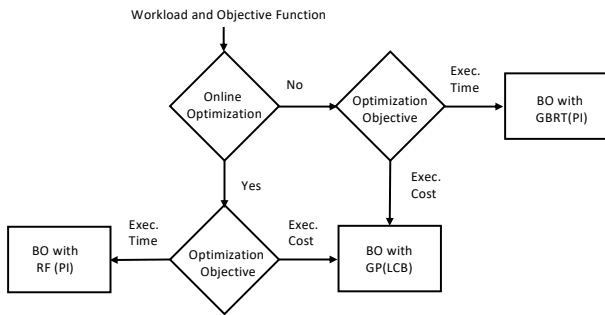 Workload and Objective Function
Online
Optimization
No
Optimization
Objective
Exec.
Time
BO with
GBRT(PI)
Yes
Exec.
Cost
Exec.
Time
BO with
RF (PI)
Optimization
Objective
Exec.
Cost
BO with
GP(LCB)